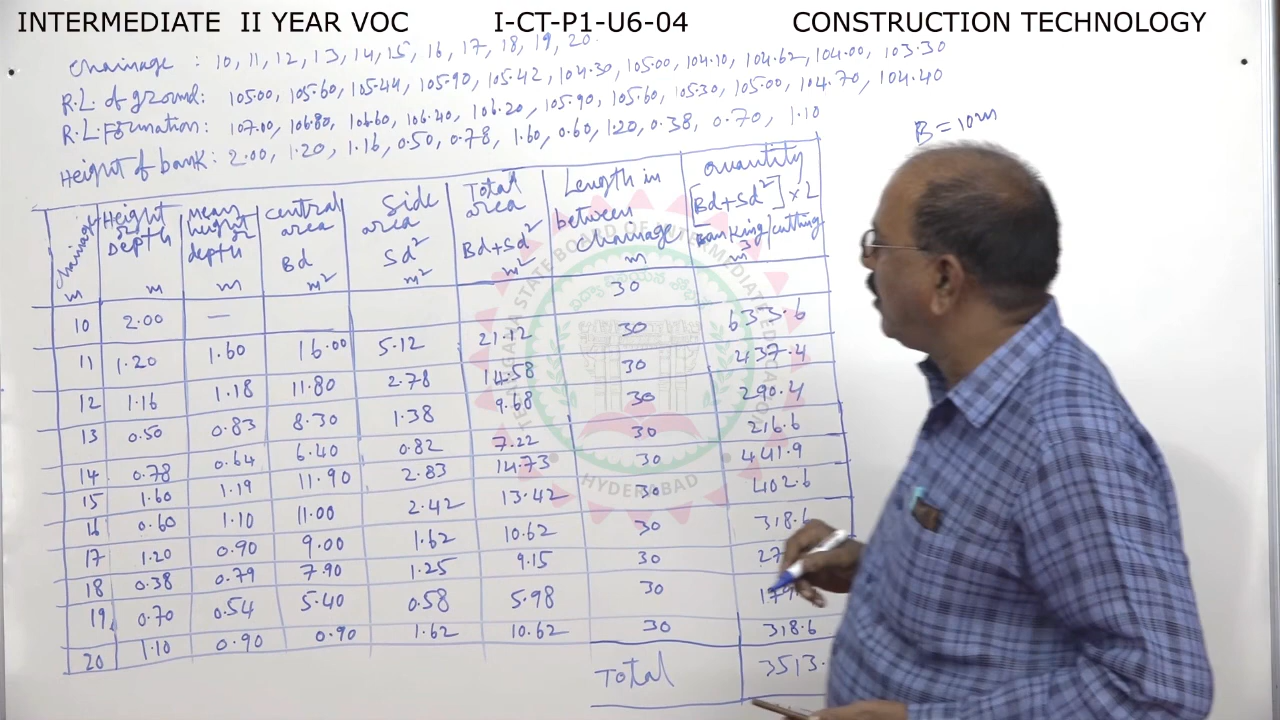 INTERMEDIATE II YEAR VOC I-CT-P1-U6-04 CONSTRUCTION TECHNOLOGY
Chainage : 10, 11, 12, 13, 14, 15, 16, 17, 18, 19, 20.
R.L. of ground: 105.00, 105.60, 105.44, 105.90, 105.42, 104.30, 105.00, 104.10, 104.62, 104.00, 103.30
R.L. Formation: 107.00, 106.80, 106.60, 106.40, 106.20, 105.90, 105.60, 105.30, 105.00, 104.70, 104.40
Height of bank: 2.00, 1.20, 1.16, 0.50, 0.78, 1.60, 0.60, 1.20, 0.38, 0.70, 1.10
B = 10m
Chainage m | Height or Depth m | mean height or depth m | central area Bd m² | Side area Sd² m² | Total area Bd+Sd² m² | Length in between chainage m | Quantity [Bd+Sd²] × L Banking/cutting m³
30
10 2.00 —
11 1.20 1.60 16.00 5.12 21.12 30 633.6
12 1.16 1.18 11.80 2.78 14.58 30 437.4
13 0.50 0.83 8.30 1.38 9.68 30 290.4
14 0.78 0.64 6.40 0.82 7.22 30 216.6
15 1.60 1.19 11.90 2.83 14.73 30 441.9
16 0.60 1.10 11.00 2.42 13.42 30 402.6
17 1.20 0.90 9.00 1.62 10.62 30 318.6
18 0.38 0.79 7.90 1.25 9.15 30
19 0.70 0.54 5.40 0.58 5.98 30
20 1.10 0.90 0.90 1.62 10.62 30 318.6
Total 3513.
TELANGANA STATE BOARD OF INTERMEDIATE EDUCATION
HYDERABAD